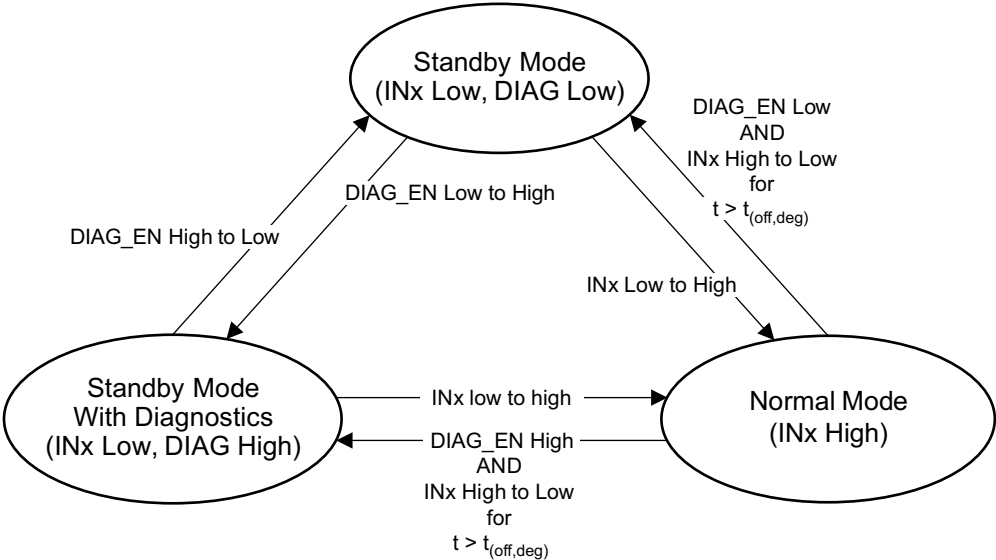 Standby Mode
(INx Low, DIAG Low)
DIAG_EN Low
AND
INx High to Low
for
t > t(off,deg)
DIAG_EN Low to High
DIAG_EN High to Low
INx Low to High
Standby Mode
With Diagnostics
(INx Low, DIAG High)
INx low to high
DIAG_EN High
AND
INx High to Low
for
t > t(off,deg)
Normal Mode
(INx High)